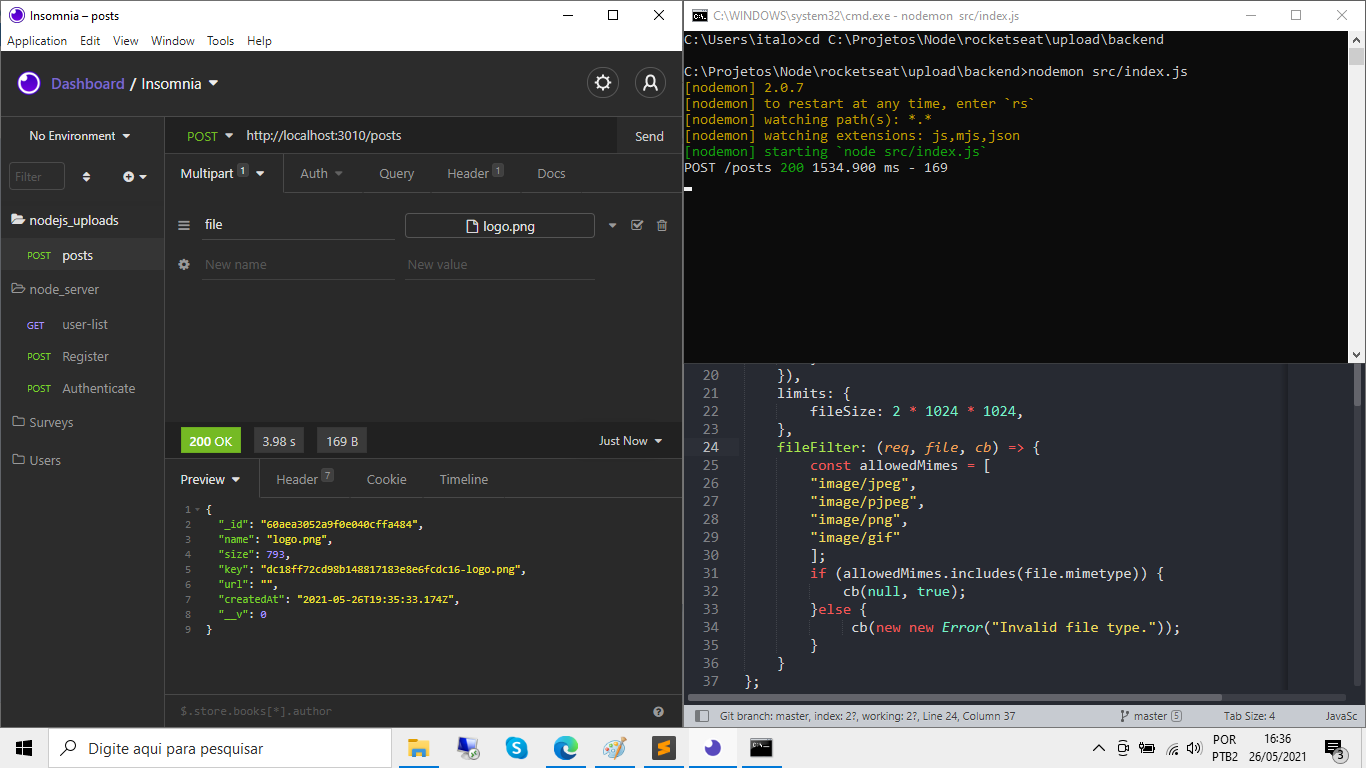 Insomnia – posts
Application Edit View Window Tools Help
Dashboard / Insomnia
No Environment
Filter
nodejs_uploads
POST posts
node_server
GET user-list
POST Register
POST Authenticate
Surveys
Users
POST http://localhost:3010/posts Send
Multipart 1 Auth Query Header 1 Docs
file logo.png
New name New value
200 OK 3.98 s 169 B Just Now
Preview Header 7 Cookie Timeline
1 {
2 "_id": "60aea3052a9f0e040cffa484",
3 "name": "logo.png",
4 "size": 793,
5 "key": "dc18ff72cd98b148817183e8e6fcdc16-logo.png",
6 "url": "",
7 "createdAt": "2021-05-26T19:35:33.174Z",
8 "__v": 0
9 }
$.store.books[*].author
C:\WINDOWS\system32\cmd.exe - nodemon src/index.js
C:\Users\italo>cd C:\Projetos\Node\rocketseat\upload\backend
C:\Projetos\Node\rocketseat\upload\backend>nodemon src/index.js
[nodemon] 2.0.7
[nodemon] to restart at any time, enter `rs`
[nodemon] watching path(s): *.*
[nodemon] watching extensions: js,mjs,json
[nodemon] starting `node src/index.js`
POST /posts 200 1534.900 ms - 169
20 }),
21 limits: {
22 fileSize: 2 * 1024 * 1024,
23 },
24 fileFilter: (req, file, cb) => {
25 const allowedMimes = [
26 "image/jpeg",
27 "image/pjpeg",
28 "image/png",
29 "image/gif"
30 ];
31 if (allowedMimes.includes(file.mimetype)) {
32 cb(null, true);
33 }else {
34 cb(new new Error("Invalid file type."));
35 }
36 }
37 };
Git branch: master, index: 2?, working: 2?, Line 24, Column 37 master 5 Tab Size: 4 JavaSc
Digite aqui para pesquisar
POR
PTB2
16:36
26/05/2021
3